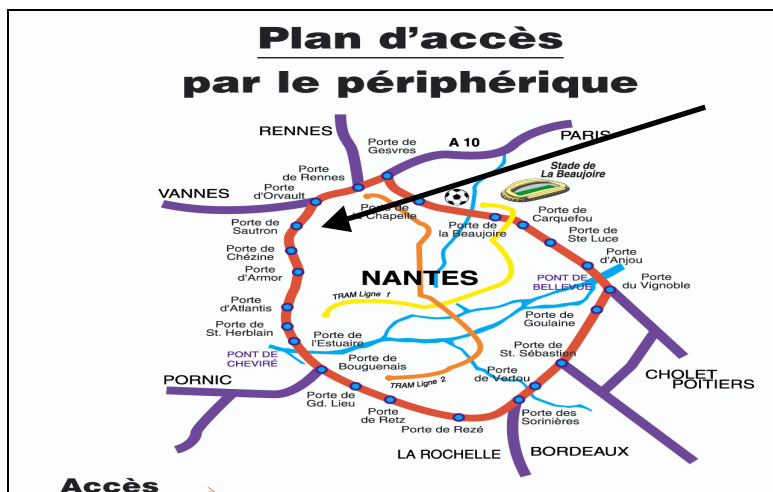 Plan d'accès
par le périphérique
RENNES
Porte de
Gesvres
A 10
PARIS
Stade de
La Beaujoire
Porte
de Rennes
VANNES
Porte
d'Orvault
Porte de
La Chapelle
Porte de
Carquefou
Porte de
Sautron
Porte de
la Beaujoire
Porte de
Ste Luce
Porte de
Chézine
Porte
d'Anjou
Porte
d'Armor
NANTES
PONT DE
BELLEVUE
Porte
du Vignoble
TRAM Ligne 1
Porte
d'Atlantis
Porte de
Goulaine
Porte de
St. Herblain
Porte de
l'Estuaire
Porte de
St. Sébastien
PONT DE
CHEVIRÉ
Porte de
Bouguenais
Porte
de Vertou
CHOLET
POITIERS
PORNIC
TRAM Ligne 2
Porte de
Gd. Lieu
Porte
de Retz
Porte des
Sorinières
Porte de Rezé
LA ROCHELLE
BORDEAUX
Accès